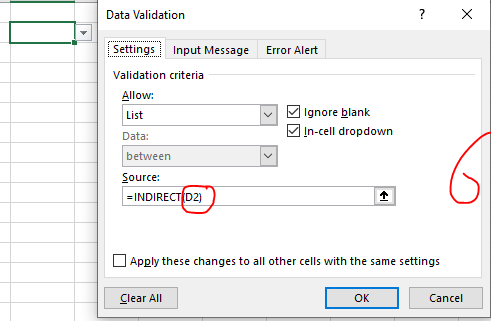 Data Validation
?
Settings
Input Message
Error Alert
Validation criteria
Allow:
List
Ignore blank
Data:
In-cell dropdown
between
Source:
=INDIRECT(D2)
Apply these changes to all other cells with the same settings
Clear All
OK
Cancel